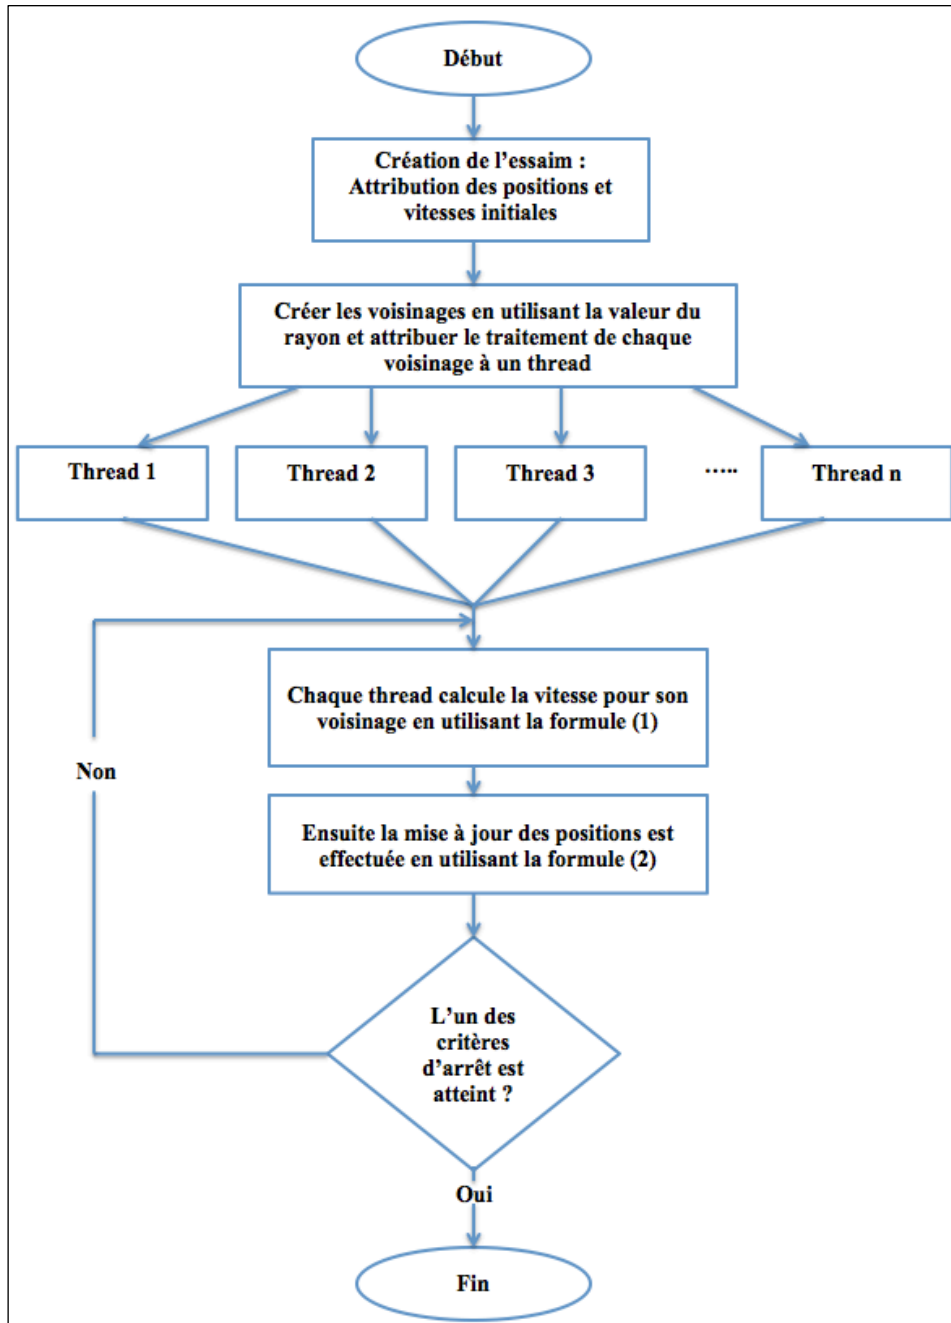 Début
Création de l’essaim :
Attribution des positions et
vitesses initiales
Créer les voisinages en utilisant la valeur du
rayon et attribuer le traitement de chaque
voisinage à un thread
Thread 1
Thread 2
Thread 3
.....
Thread n
Chaque thread calcule la vitesse pour son
voisinage en utilisant la formule (1)
Non
Ensuite la mise à jour des positions est
effectuée en utilisant la formule (2)
L’un des
critères
d’arrêt est
atteint ?
Oui
Fin